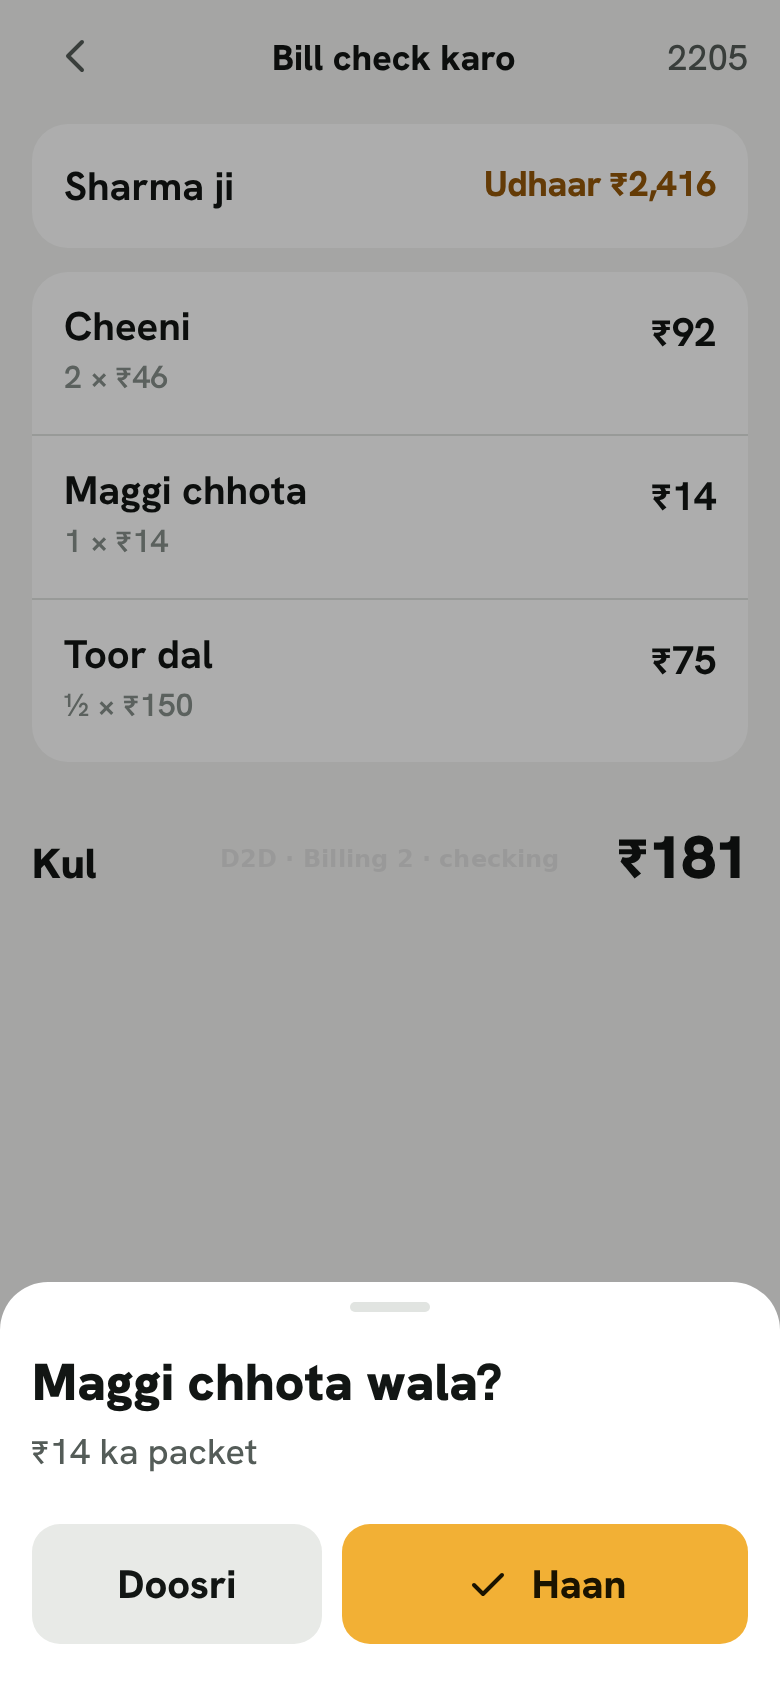 Bill check karo 2205
Sharma ji Udhaar ₹2,416
Cheeni ₹92
2 × ₹46
Maggi chhota ₹14
1 × ₹14
Toor dal ₹75
½ × ₹150
Kul D2D · Billing 2 · checking ₹181
Maggi chhota wala?
₹14 ka packet
Doosri Haan